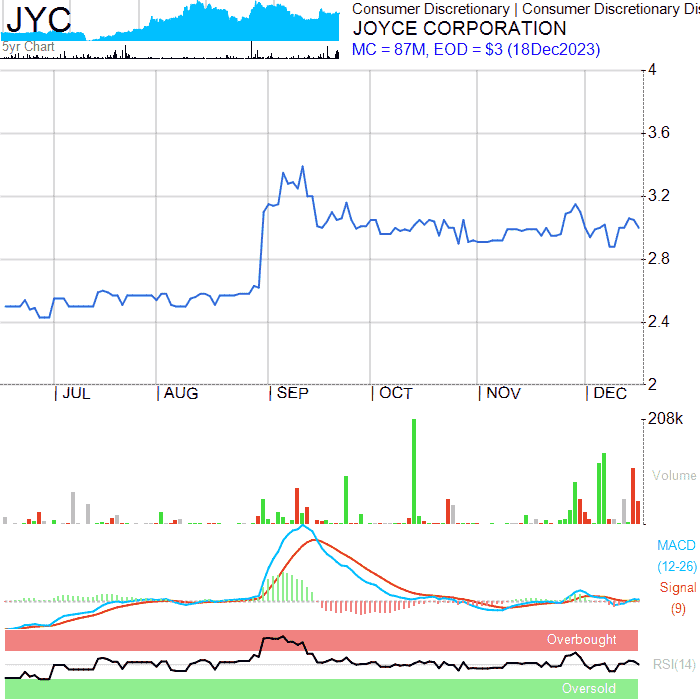 JYC
5yr Chart
Consumer Discretionary | Consumer Discretionary Dis
JOYCE CORPORATION
MC = 87M, EOD = $3 (18Dec2023)
4
3.6
3.2
2.8
2.4
2
JUL
AUG
SEP
OCT
NOV
DEC
208k
Volume
MACD
(12-26)
Signal
(9)
Overbought
RSI(14)
Oversold